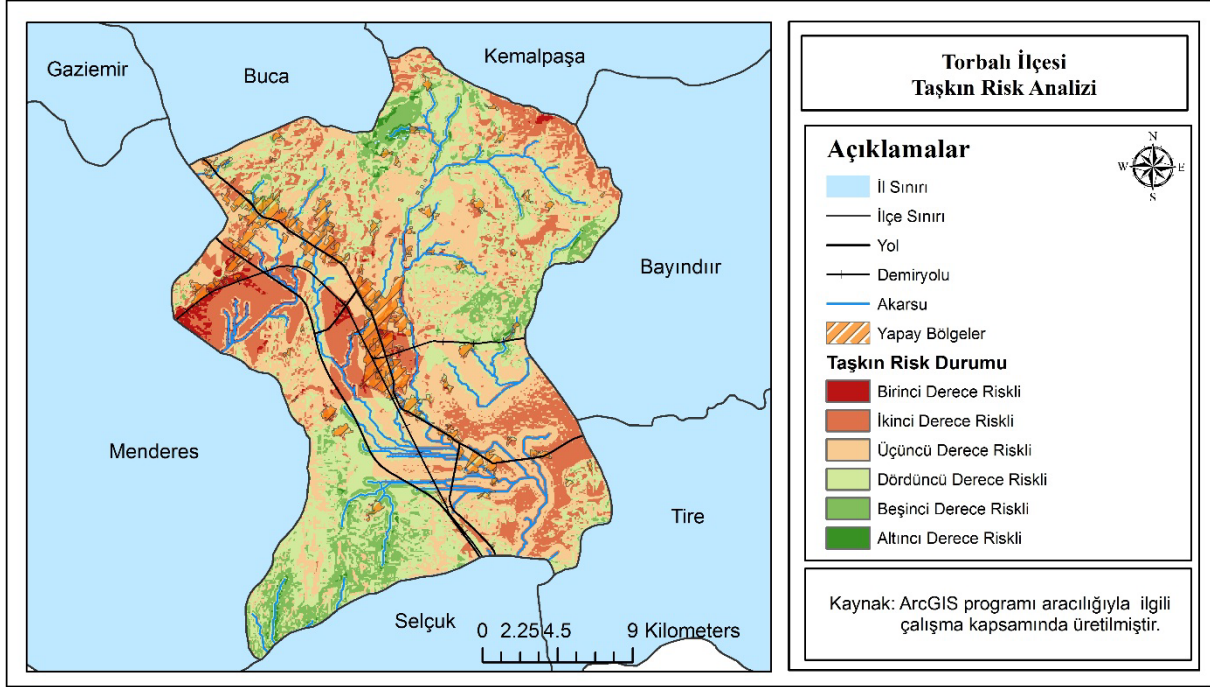 Gaziemir
Buca
Kemalpaşa
Bayındıır
Menderes
Tire
Selçuk
0 2.25 4.5 9 Kilometers
Torbalı İlçesi
Taşkın Risk Analizi
Açıklamalar
N
W E
S
İl Sınırı
İlçe Sınırı
Yol
Demiryolu
Akarsu
Yapay Bölgeler
Taşkın Risk Durumu
Birinci Derece Riskli
İkinci Derece Riskli
Üçüncü Derece Riskli
Dördüncü Derece Riskli
Beşinci Derece Riskli
Altıncı Derece Riskli
Kaynak: ArcGIS programı aracılığıyla ilgili
çalışma kapsamında üretilmiştir.